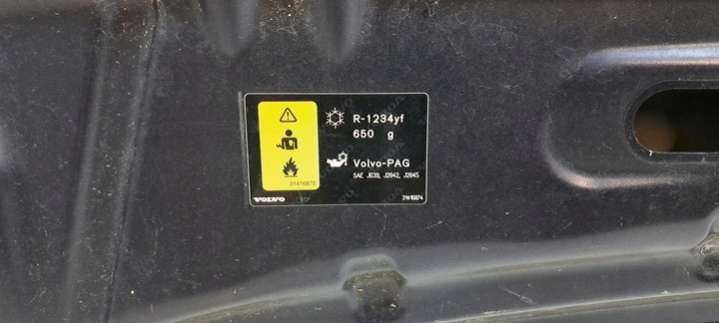 R-1234yf
650 g
Volvo-PAG
SAE J639, J2842, J2845
VOLVO